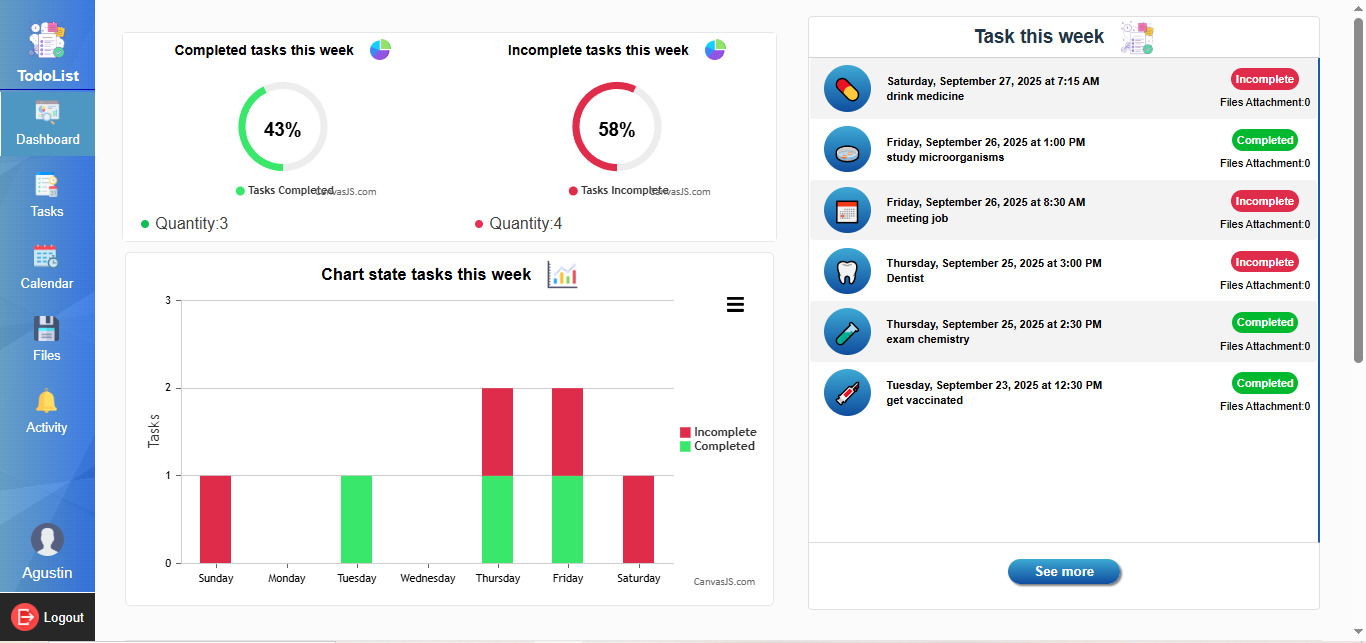 TodoList
Dashboard
Tasks
Calendar
Files
Activity
Agustin
Logout
Completed tasks this week
43%
Tasks Completed
CanvasJS.com
Quantity:3
Incomplete tasks this week
58%
Tasks Incomplete
CanvasJS.com
Quantity:4
Chart state tasks this week
Tasks
3
2
1
0
Sunday Monday Tuesday Wednesday Thursday Friday Saturday
Incomplete
Completed
CanvasJS.com
Task this week
Saturday, September 27, 2025 at 7:15 AM
drink medicine
Incomplete
Files Attachment:0
Friday, September 26, 2025 at 1:00 PM
study microorganisms
Completed
Files Attachment:0
Friday, September 26, 2025 at 8:30 AM
meeting job
Incomplete
Files Attachment:0
Thursday, September 25, 2025 at 3:00 PM
Dentist
Incomplete
Files Attachment:0
Thursday, September 25, 2025 at 2:30 PM
exam chemistry
Completed
Files Attachment:0
Tuesday, September 23, 2025 at 12:30 PM
get vaccinated
Completed
Files Attachment:0
See more